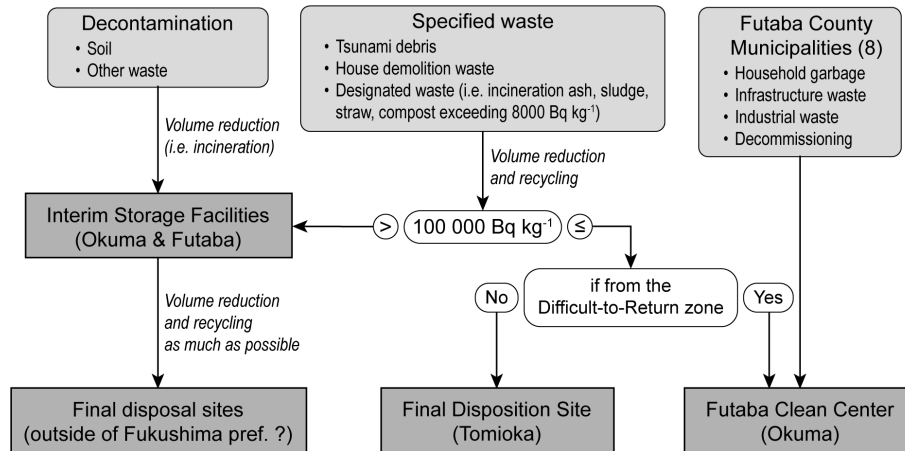 Decontamination
• Soil
• Other waste
Specified waste
• Tsunami debris
• House demolition waste
• Designated waste (i.e. incineration ash, sludge,
straw, compost exceeding 8000 Bq kg⁻¹)
Futaba County
Municipalities (8)
• Household garbage
• Infrastructure waste
• Industrial waste
• Decommissioning
Volume reduction
(i.e. incineration)
Volume reduction
and recycling
Interim Storage Facilities
(Okuma & Futaba)
>
100 000 Bq kg⁻¹
≤
if from the
Difficult-to-Return zone
No
Yes
Volume reduction
and recycling
as much as possible
Final disposal sites
(outside of Fukushima pref. ?)
Final Disposition Site
(Tomioka)
Futaba Clean Center
(Okuma)